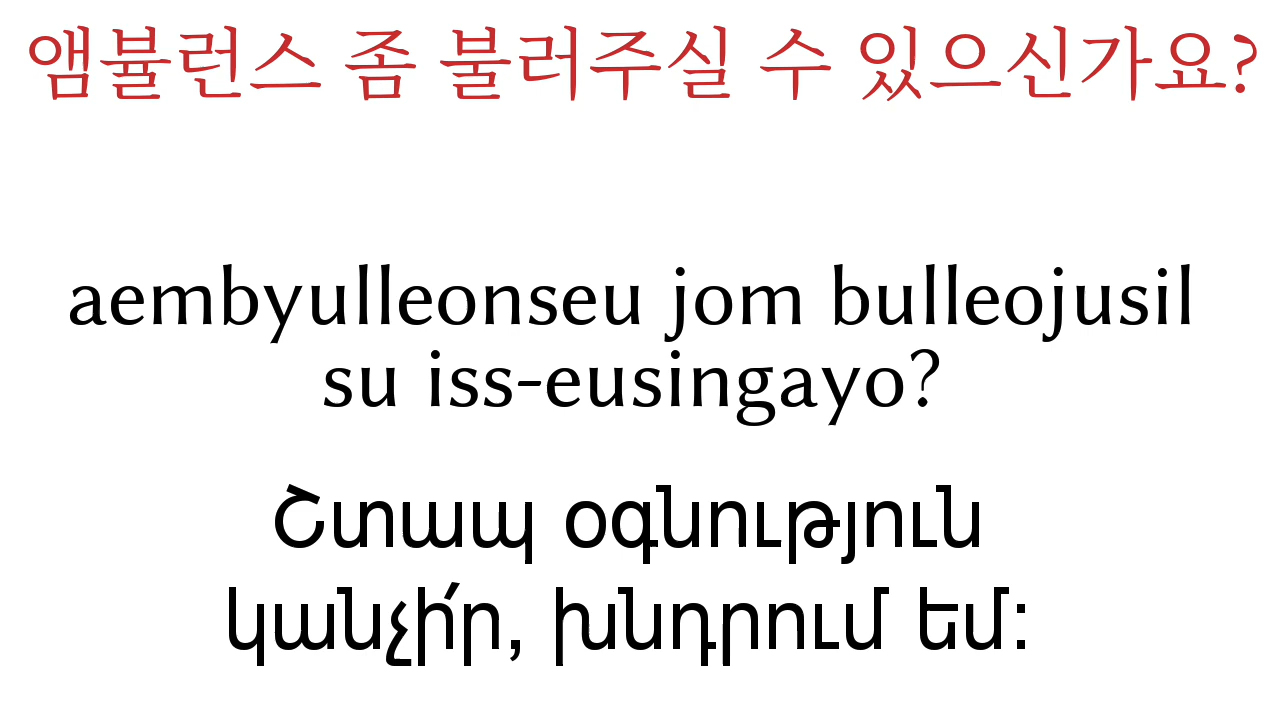 앰뷸런스 좀 불러주실 수 있으신가요?
aembyulleonseu jom bulleojusil
su iss-eusingayo?
Շտապ օգնություն
կանչի՛ր, խնդրում եմ: